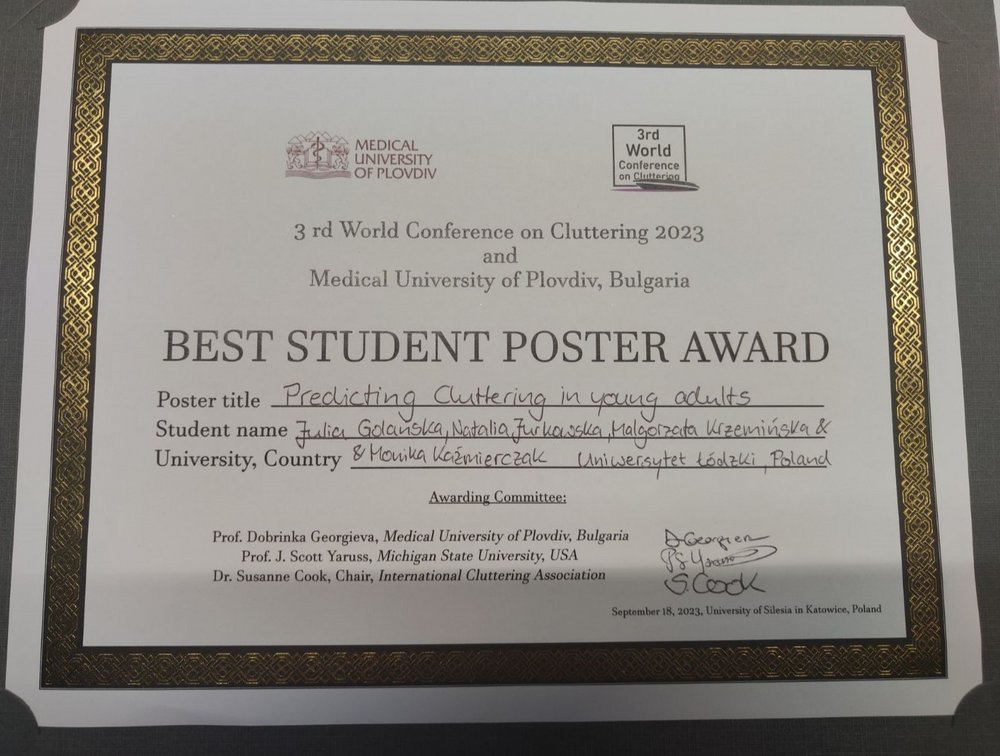 MEDICAL
UNIVERSITY
OF PLOVDIV
3rd
World
Conference
on Cluttering
3 rd World Conference on Cluttering 2023
and
Medical University of Plovdiv, Bulgaria
BEST STUDENT POSTER AWARD
Poster title Predicting Cluttering in young adults
Student name Julia Golańska, Natalia Żurkowska, Małgorzata Krzemińska &
University, Country & Monika Kaźmierczak Uniwersytet Łódzki, Poland
Awarding Committee:
Prof. Dobrinka Georgieva, Medical University of Plovdiv, Bulgaria
Prof. J. Scott Yaruss, Michigan State University, USA
Dr. Susanne Cook, Chair, International Cluttering Association
S. Cook
September 18, 2023, University of Silesia in Katowice, Poland